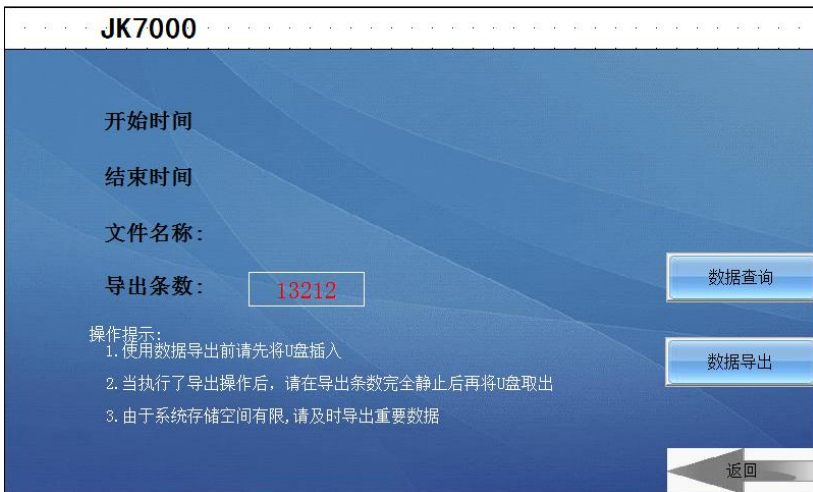 JK7000
开始时间
结束时间
文件名称:
导出条数: 13212
数据查询
操作提示:
1.使用数据导出前请先将U盘插入
数据导出
2.当执行了导出操作后，请在导出条数完全静止后再将U盘取出
3.由于系统存储空间有限,请及时导出重要数据
返回